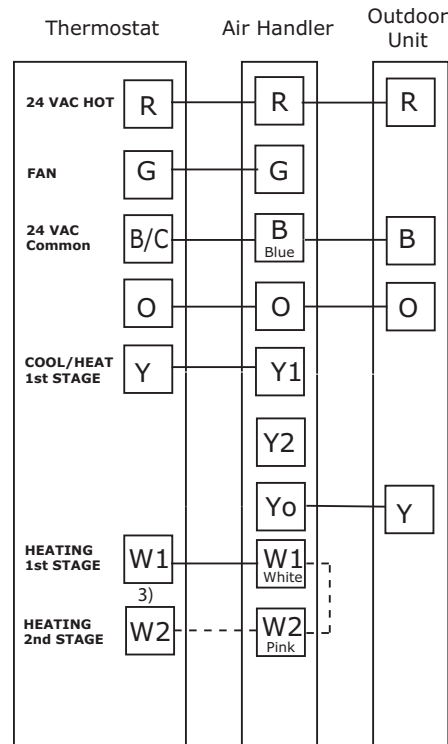 Thermostat Air Handler Outdoor
Unit
24 VAC HOT R R R
FAN G G
24 VAC
Common B/C B
Blue B
O O O
COOL/HEAT
1st STAGE Y Y1
Y2
Yo Y
HEATING
1st STAGE W1 W1
White
3)
HEATING
2nd STAGE W2 W2
Pink